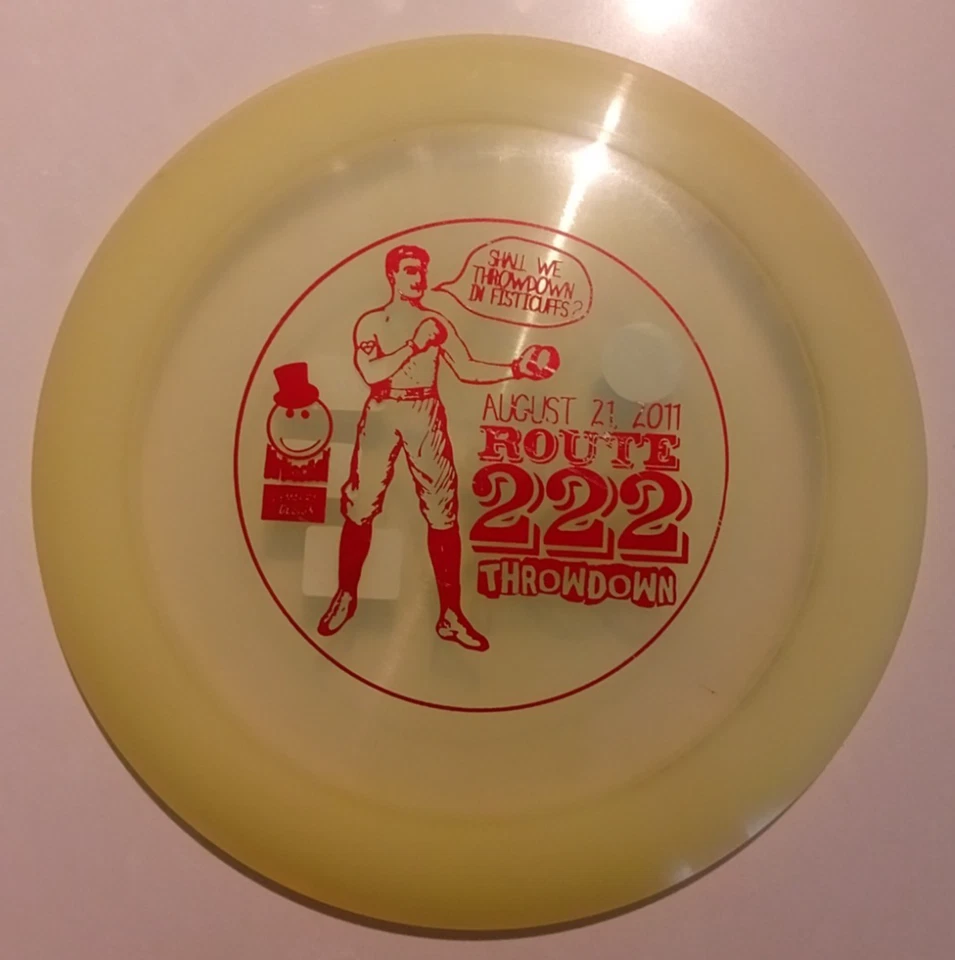 SHALL WE
THROWDOWN
IN FISTICUFFS?
AUGUST 21, 2011
ROUTE
222
THROWDOWN